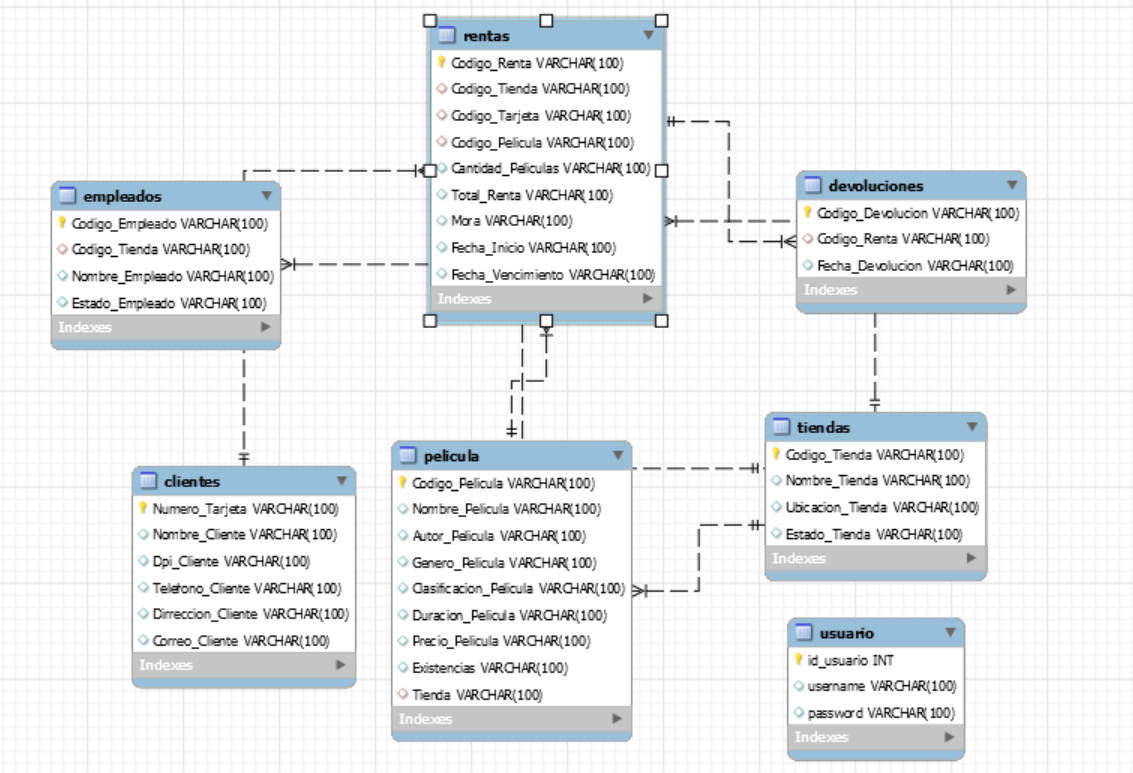 rentas
Codigo_Renta VARCHAR(100)
Codigo_Tienda VARCHAR(100)
Codigo_Tarjeta VARCHAR(100)
Codigo_Pelicula VARCHAR(100)
Cantidad_Peliculas VARCHAR(100)
Total_Renta VARCHAR(100)
Mora VARCHAR(100)
Fecha_Inicio VARCHAR(100)
Fecha_Vencimiento VARCHAR(100)
Indexes
empleados
Codigo_Empleado VARCHAR(100)
Codigo_Tienda VARCHAR(100)
Nombre_Empleado VARCHAR(100)
Estado_Empleado VARCHAR(100)
Indexes
devoluciones
Codigo_Devolucion VARCHAR(100)
Codigo_Renta VARCHAR(100)
Fecha_Devolucion VARCHAR(100)
Indexes
clientes
Numero_Tarjeta VARCHAR(100)
Nombre_Cliente VARCHAR(100)
Dpi_Cliente VARCHAR(100)
Telefono_Cliente VARCHAR(100)
Dirreccion_Cliente VARCHAR(100)
Correo_Cliente VARCHAR(100)
Indexes
pelicula
Codigo_Pelicula VARCHAR(100)
Nombre_Pelicula VARCHAR(100)
Autor_Pelicula VARCHAR(100)
Genero_Pelicula VARCHAR(100)
Clasificacion_Pelicula VARCHAR(100)
Duracion_Pelicula VARCHAR(100)
Precio_Pelicula VARCHAR(100)
Existencias VARCHAR(100)
Tienda VARCHAR(100)
Indexes
tiendas
Codigo_Tienda VARCHAR(100)
Nombre_Tienda VARCHAR(100)
Ubicacion_Tienda VARCHAR(100)
Estado_Tienda VARCHAR(100)
Indexes
usuario
id_usuario INT
username VARCHAR(100)
password VARCHAR(100)
Indexes